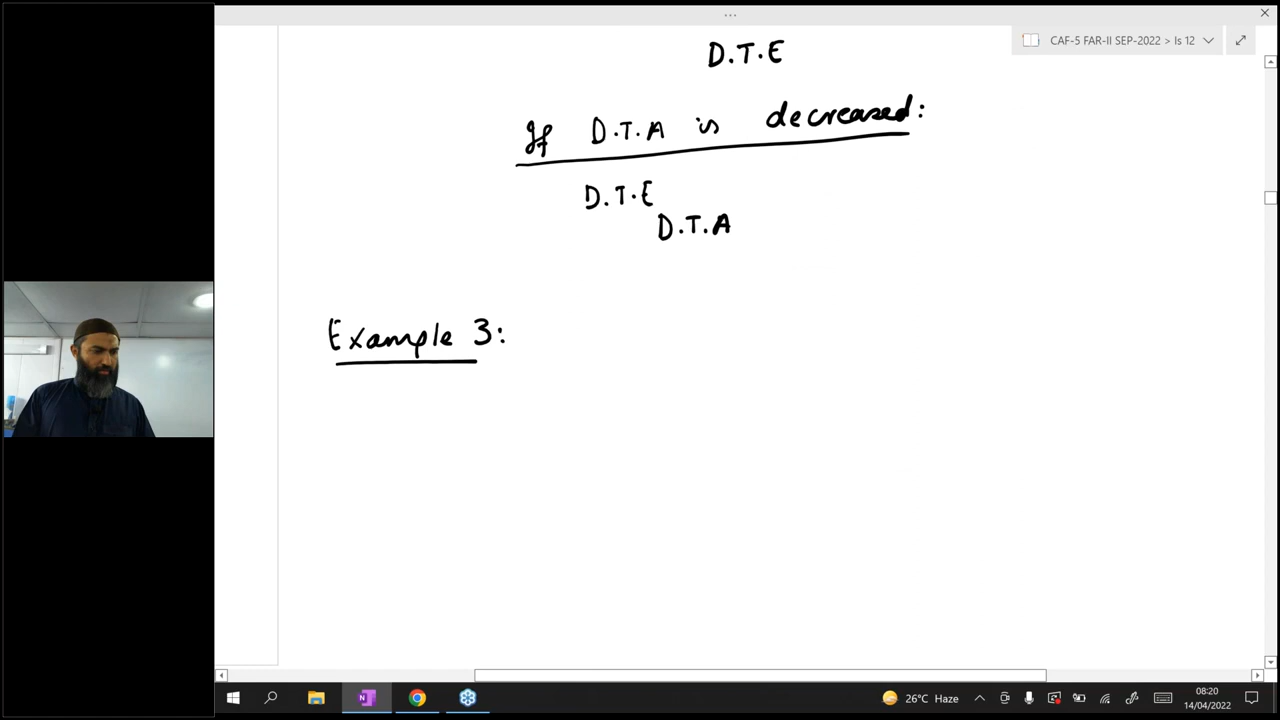 CAF-5 FAR-II SEP-2022 > Is 12
D.T.E
If D.T.A is decreased:
D.T.E
D.T.A
Example 3:
26°C Haze
08:20
14/04/2022